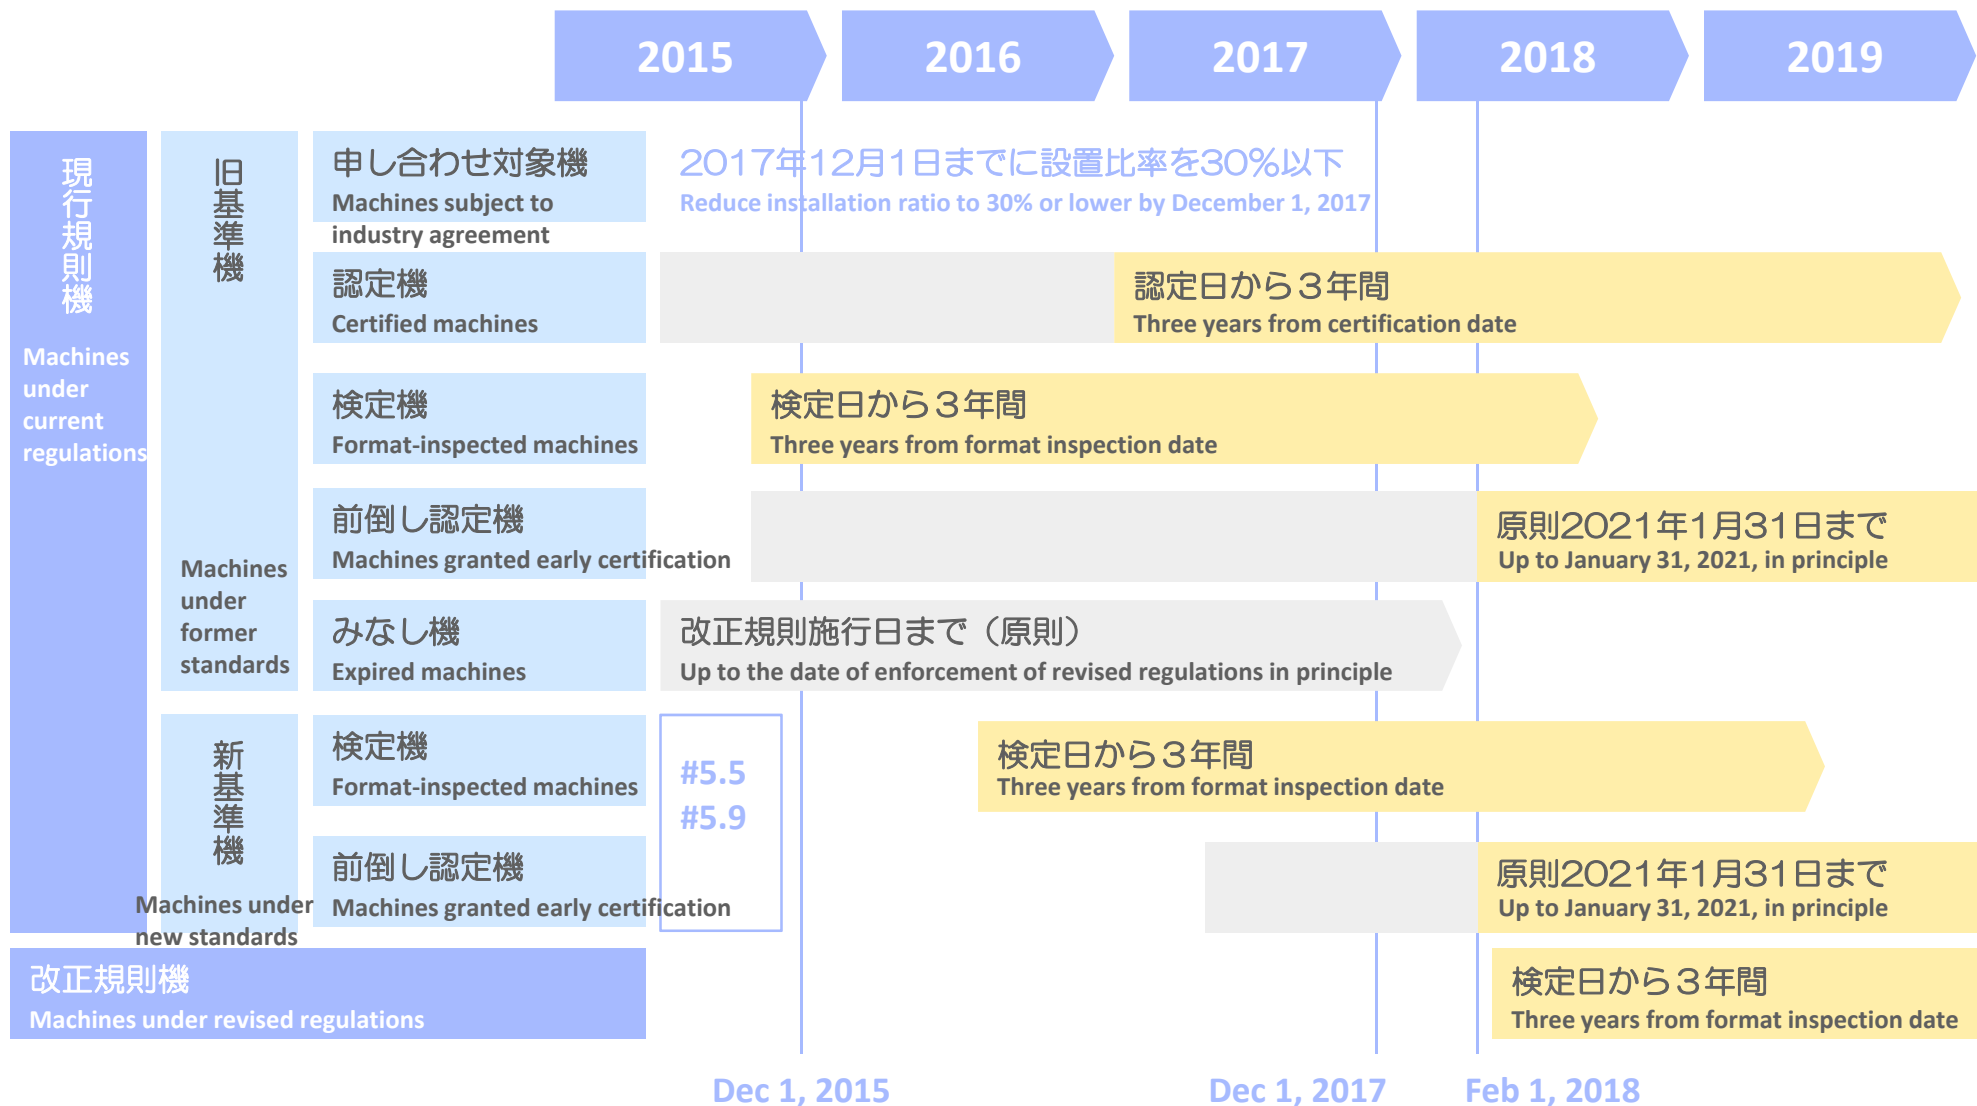 2015
2016
2017
2018
2019
現行規則機
Machines
under
current
regulations
旧基準機
Machines
under
former
standards
申し合わせ対象機
Machines subject to
industry agreement
2017年12月1日までに設置比率を30%以下
Reduce installation ratio to 30% or lower by December 1, 2017
認定機
Certified machines
認定日から3年間
Three years from certification date
検定機
Format-inspected machines
検定日から3年間
Three years from format inspection date
前倒し認定機
Machines granted early certification
原則2021年1月31日まで
Up to January 31, 2021, in principle
みなし機
Expired machines
改正規則施行日まで（原則）
Up to the date of enforcement of revised regulations in principle
新基準機
Machines under
new standards
検定機
Format-inspected machines
#5.5
#5.9
検定日から3年間
Three years from format inspection date
前倒し認定機
Machines granted early certification
原則2021年1月31日まで
Up to January 31, 2021, in principle
改正規則機
Machines under revised regulations
検定日から3年間
Three years from format inspection date
Dec 1, 2015
Dec 1, 2017
Feb 1, 2018